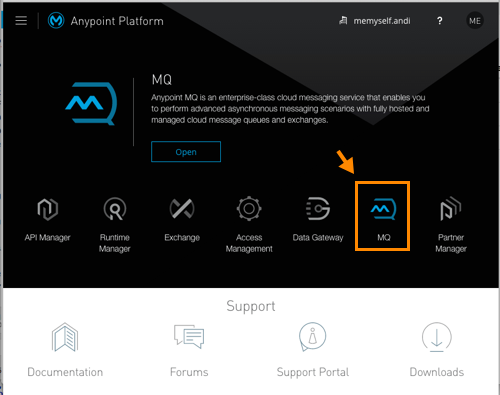 Anypoint Platform
memyself.andi
?
ME
MQ
Anypoint MQ is an enterprise-class cloud messaging service that enables you
to perform advanced asynchronous messaging scenarios with fully hosted and
managed cloud message queues and exchanges.
Open
API Manager
Runtime
Manager
Exchange
Access
Management
Data Gateway
MQ
Partner
Manager
Support
Documentation
Forums
Support Portal
Downloads